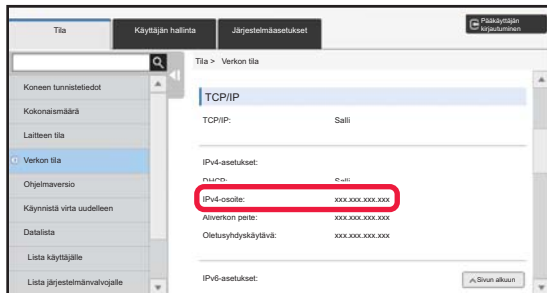 Tila
Käyttäjän hallinta
Järjestelmäasetukset
Pääkäyttäjän
kirjautuminen
Tila > Verkon tila
Koneen tunnistetiedot
Kokonaismäärä
Laitteen tila
Verkon tila
Ohjelmaversio
Käynnistä virta uudelleen
Datalista
Lista käyttäjälle
Lista järjestelmänvalvojalle
TCP/IP
TCP/IP: Salli
IPv4-asetukset:
DHCP: Salli
IPv4-osoite: xxx.xxx.xxx.xxx
Aliverkon peite: xxx.xxx.xxx.xxx
Oletusyhdyskäytävä: xxx.xxx.xxx.xxx
IPv6-asetukset:
Sivun alkuun